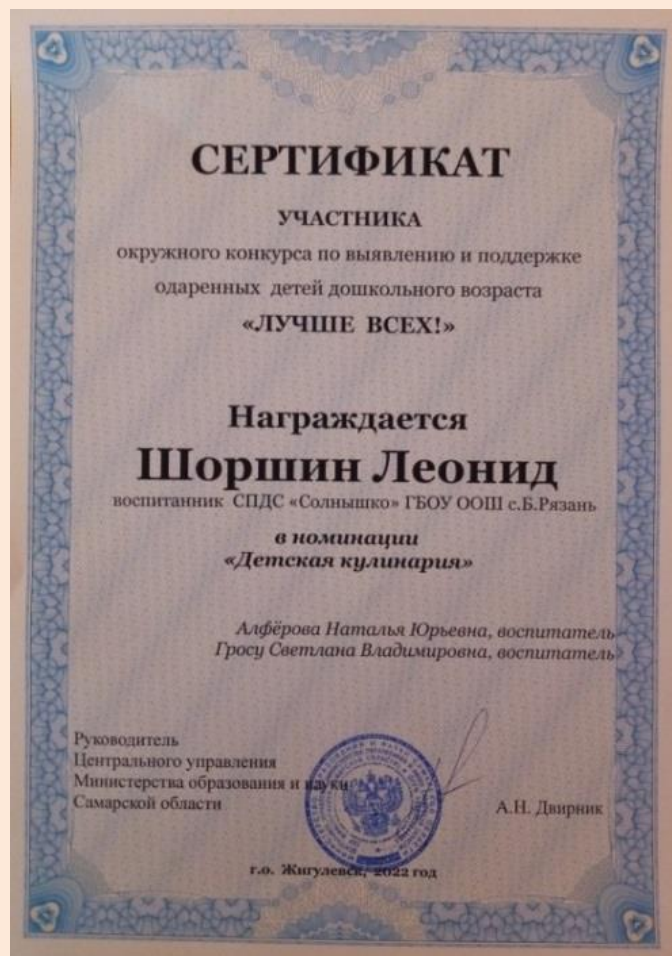 СЕРТИФИКАТ
УЧАСТНИКА
окружного конкурса по выявлению и поддержке
одаренных детей дошкольного возраста
«ЛУЧШЕ ВСЕХ!»
Награждается
Шоршин Леонид
воспитанник СПДС «Солнышко» ГБОУ ООШ с.Б.Рязань
в номинации
«Детская кулинария»
Алфёрова Наталья Юрьевна, воспитатель
Гросу Светлана Владимировна, воспитатель
Руководитель
Центрального управления
Министерства образования и науки
Самарской области
А.Н. Двирник
г.о. Жигулевск, 2022 год